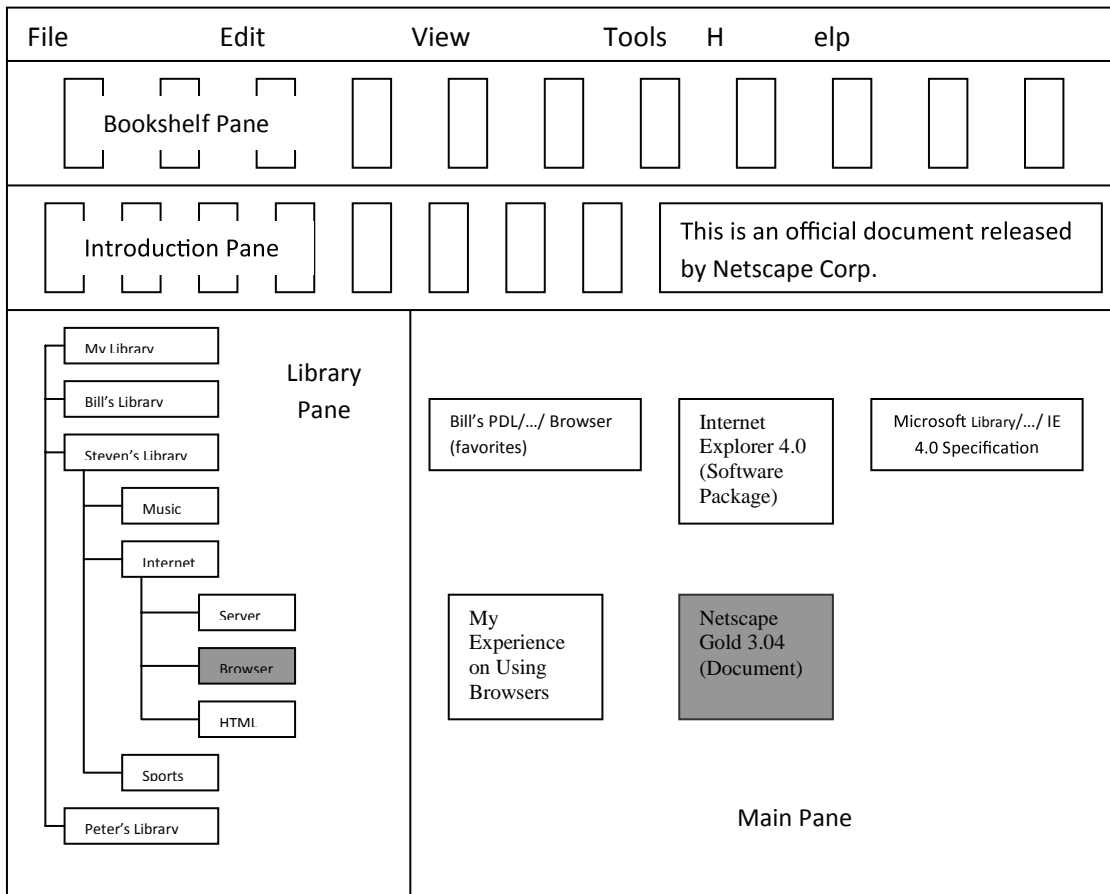 File Edit View Tools H elp
Bookshelf Pane
Introduction Pane
This is an official document released
by Netscape Corp.
My Library
Bill's Library
Steven's Library
Music
Internet
Server
Browser
HTML
Sports
Peter's Library
Library
Pane
Bill's PDL/.../ Browser
(favorites)
Internet
Explorer 4.0
(Software
Package)
Microsoft Library/.../ IE
4.0 Specification
My
Experience
on Using
Browsers
Netscape
Gold 3.04
(Document)
Main Pane